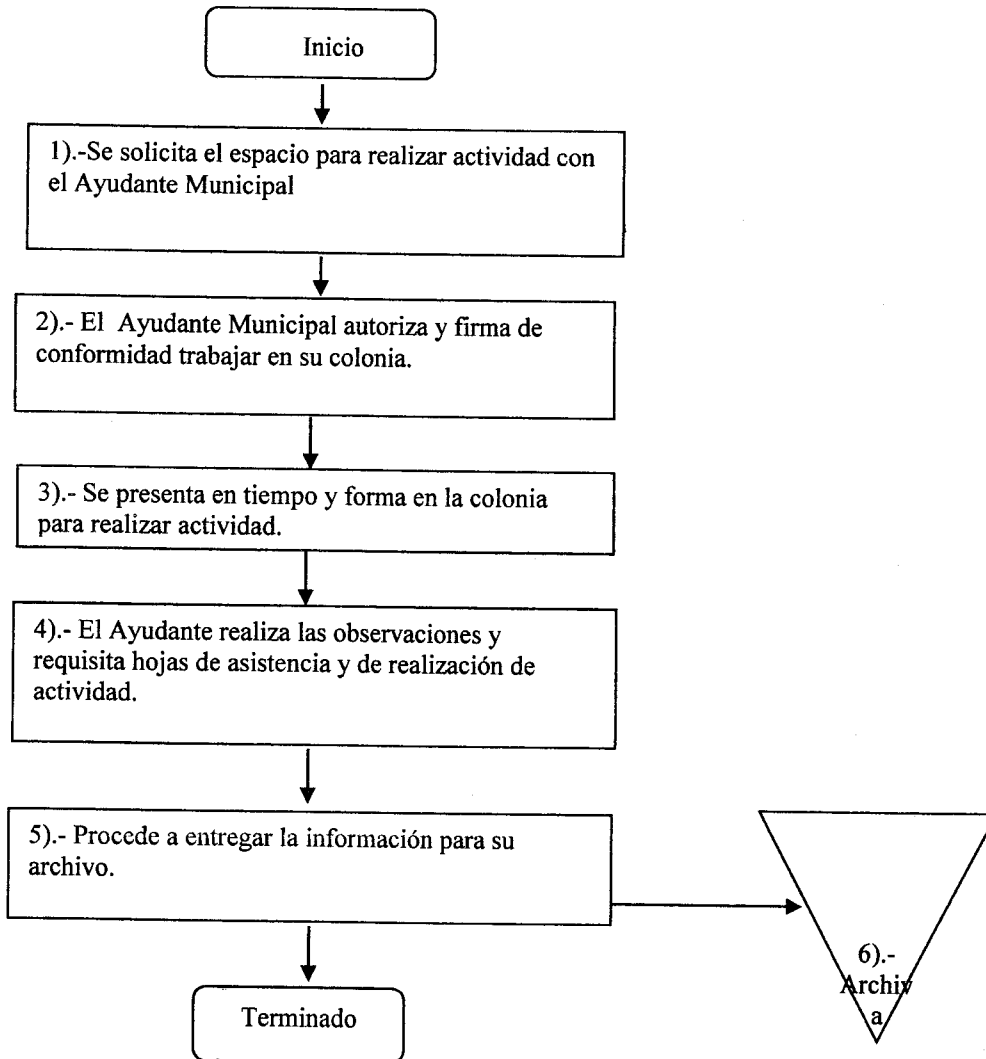 Inicio
1).-Se solicita el espacio para realizar actividad con
el Ayudante Municipal
2).- El Ayudante Municipal autoriza y firma de
conformidad trabajar en su colonia.
3).- Se presenta en tiempo y forma en la colonia
para realizar actividad.
4).- El Ayudante realiza las observaciones y
requisita hojas de asistencia y de realización de
actividad.
5).- Procede a entregar la información para su
archivo.
6).-
Archiv
a
Terminado